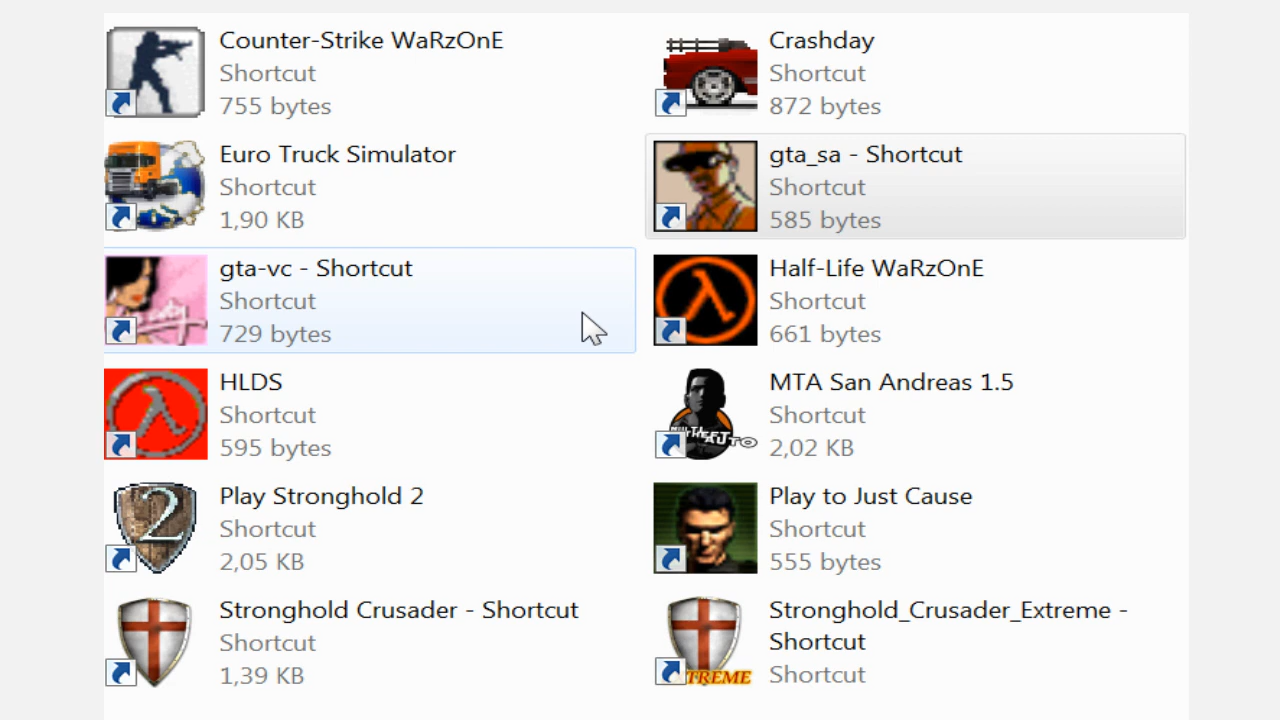 Counter-Strike WaRzOnE
Shortcut
755 bytes
Crashday
Shortcut
872 bytes
Euro Truck Simulator
Shortcut
1,90 KB
gta_sa - Shortcut
Shortcut
585 bytes
gta-vc - Shortcut
Shortcut
729 bytes
Half-Life WaRzOnE
Shortcut
661 bytes
HLDS
Shortcut
595 bytes
MTA San Andreas 1.5
Shortcut
2,02 KB
2
Play Stronghold 2
Shortcut
2,05 KB
Play to Just Cause
Shortcut
555 bytes
Stronghold Crusader - Shortcut
Shortcut
1,39 KB
TREME
Stronghold_Crusader_Extreme -
Shortcut
Shortcut